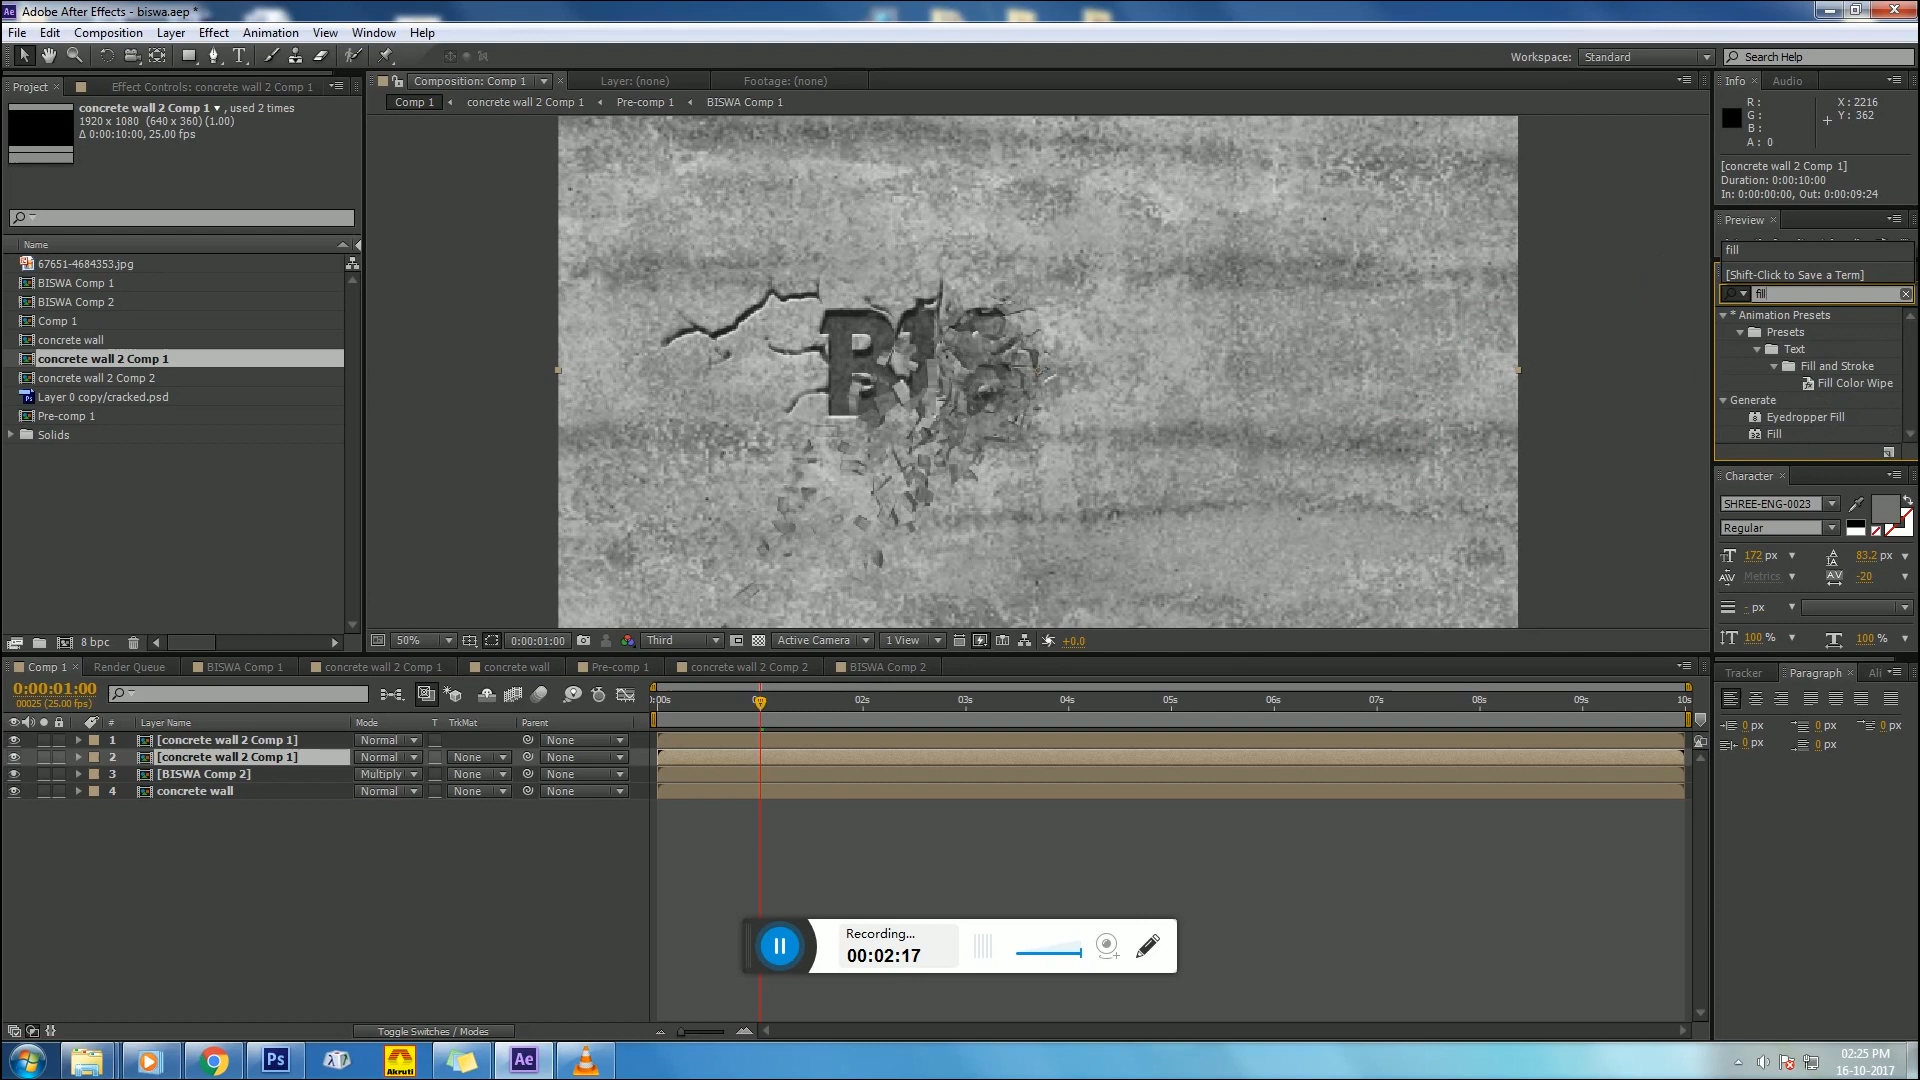 Adobe After Effects - biswa.aep *
File Edit Composition Layer Effect Animation View Window Help
Workspace: Standard Search Help
Project Effect Controls: concrete wall 2 Comp 1
concrete wall 2 Comp 1 , used 2 times
1920 x 1080 (640 x 360) (1.00)
Δ 0:00:10:00, 25.00 fps
Name
67651-4684353.jpg
BISWA Comp 1
BISWA Comp 2
Comp 1
concrete wall
concrete wall 2 Comp 1
concrete wall 2 Comp 2
Layer 0 copy/cracked.psd
Pre-comp 1
Solids
8 bpc
Composition: Comp 1 Layer: (none) Footage: (none)
Comp 1 concrete wall 2 Comp 1 Pre-comp 1 BISWA Comp 1
BIS
50% 0:00:01:00 Third Active Camera 1 View +0.0
Info Audio
R : X : 2216
G : Y : 362
B :
A : 0
[concrete wall 2 Comp 1]
Duration: 0:00:10:00
In: 0:00:00:00, Out: 0:00:09:24
Preview
fill
[Shift-Click to Save a Term]
fill
* Animation Presets
Presets
Text
Fill and Stroke
Fill Color Wipe
Generate
Eyedropper Fill
Fill
Character
SHREE-ENG-0023
Regular
172 px 83.2 px
Metrics -20
- px
100 % 100 %
Tracker Paragraph Ali
0 px 0 px 0 px
0 px 0 px
Comp 1 Render Queue BISWA Comp 1 concrete wall 2 Comp 1 concrete wall Pre-comp 1 concrete wall 2 Comp 2 BISWA Comp 2
0:00:01:00
00025 (25.00 fps)
:00s 02s 03s 04s 05s 06s 07s 08s 09s 10s
# Layer Name Mode T TrkMat Parent
1 [concrete wall 2 Comp 1] Normal None
2 [concrete wall 2 Comp 1] Normal None None
3 [BISWA Comp 2] Multiply None None
4 concrete wall Normal None None
Recording...
00:02:17
Toggle Switches / Modes
Ps Akruti Ae
02:25 PM
16-10-2017